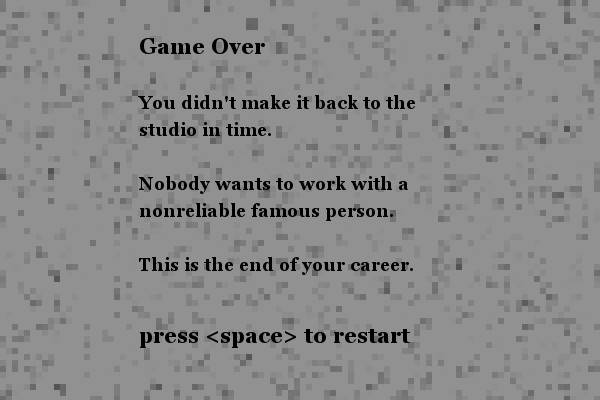 Game Over
You didn't make it back to the
studio in time.
Nobody wants to work with a
nonreliable famous person.
This is the end of your career.
press <space> to restart